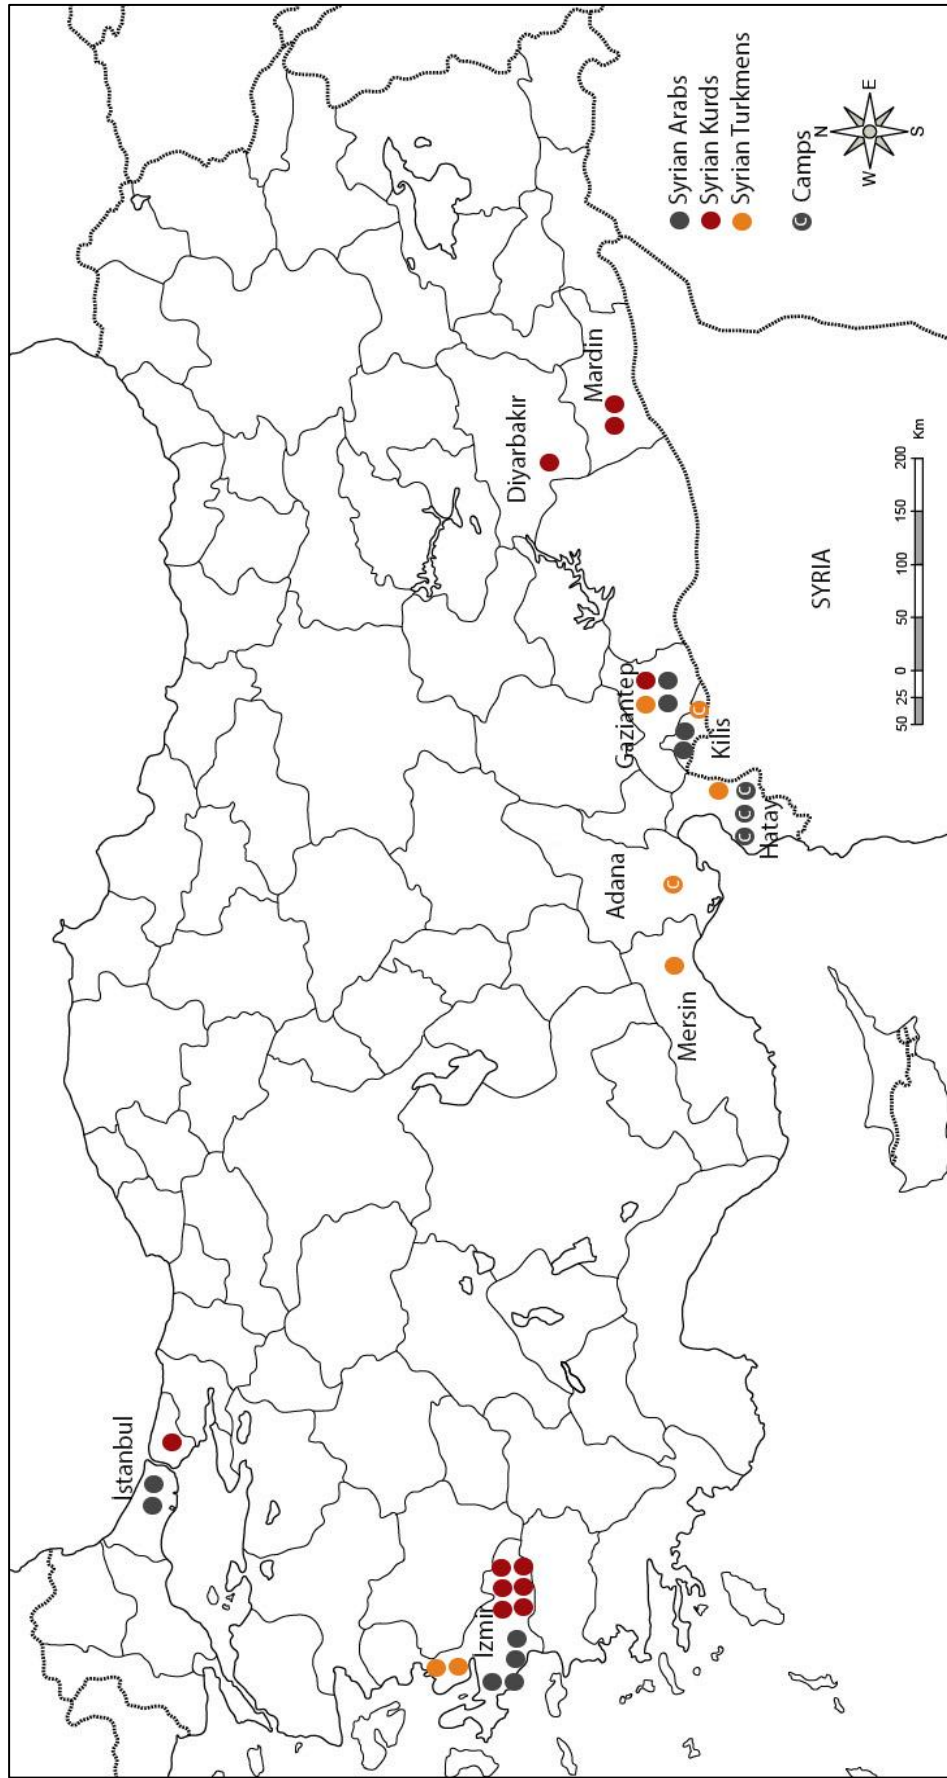 Istanbul
Izmir
Diyarbakır
Mardin
Gaziantep
Kilis
Hatay
Adana
Mersin
SYRIA
Syrian Arabs
Syrian Kurds
Syrian Turkmens
C Camps
N
W E
S
50 25 0 50 100 150 200
Km
C
C
C C C